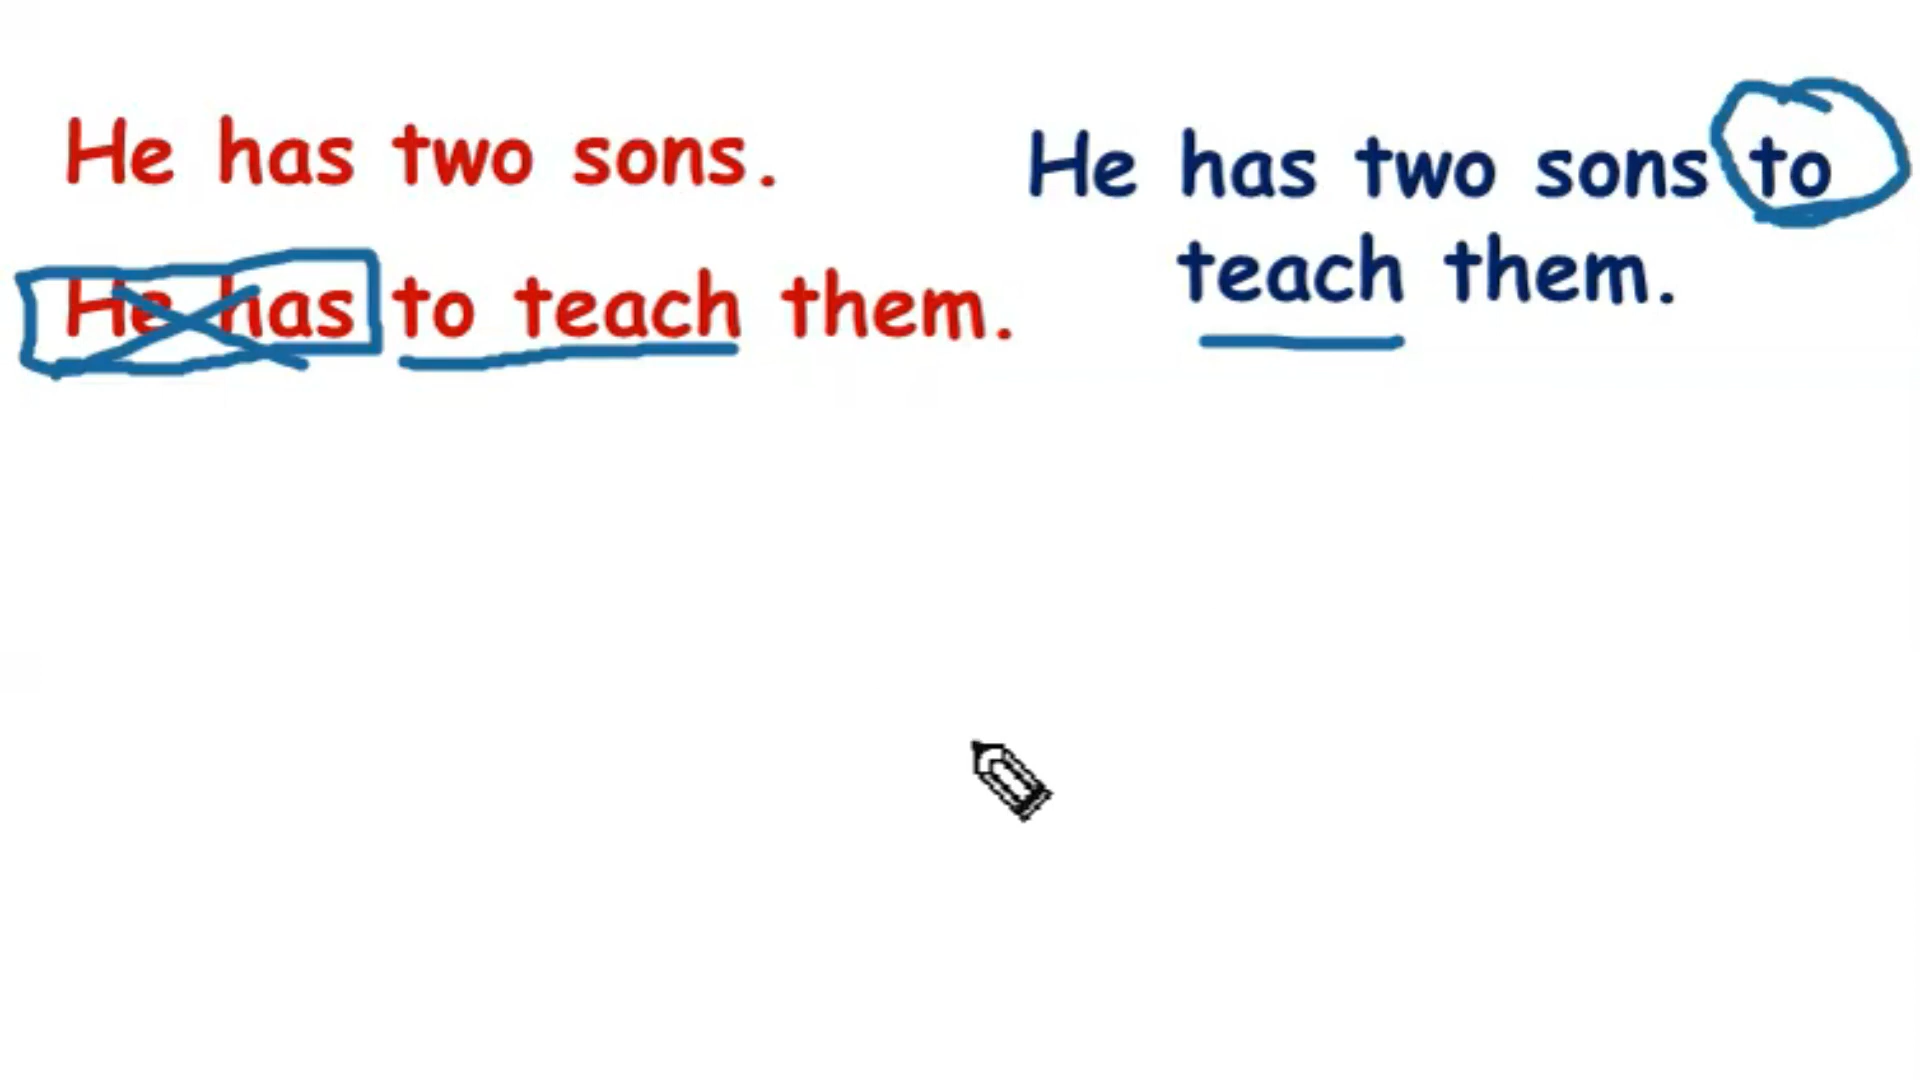 He has two sons.
He has to teach them.
He has two sons to
teach them.